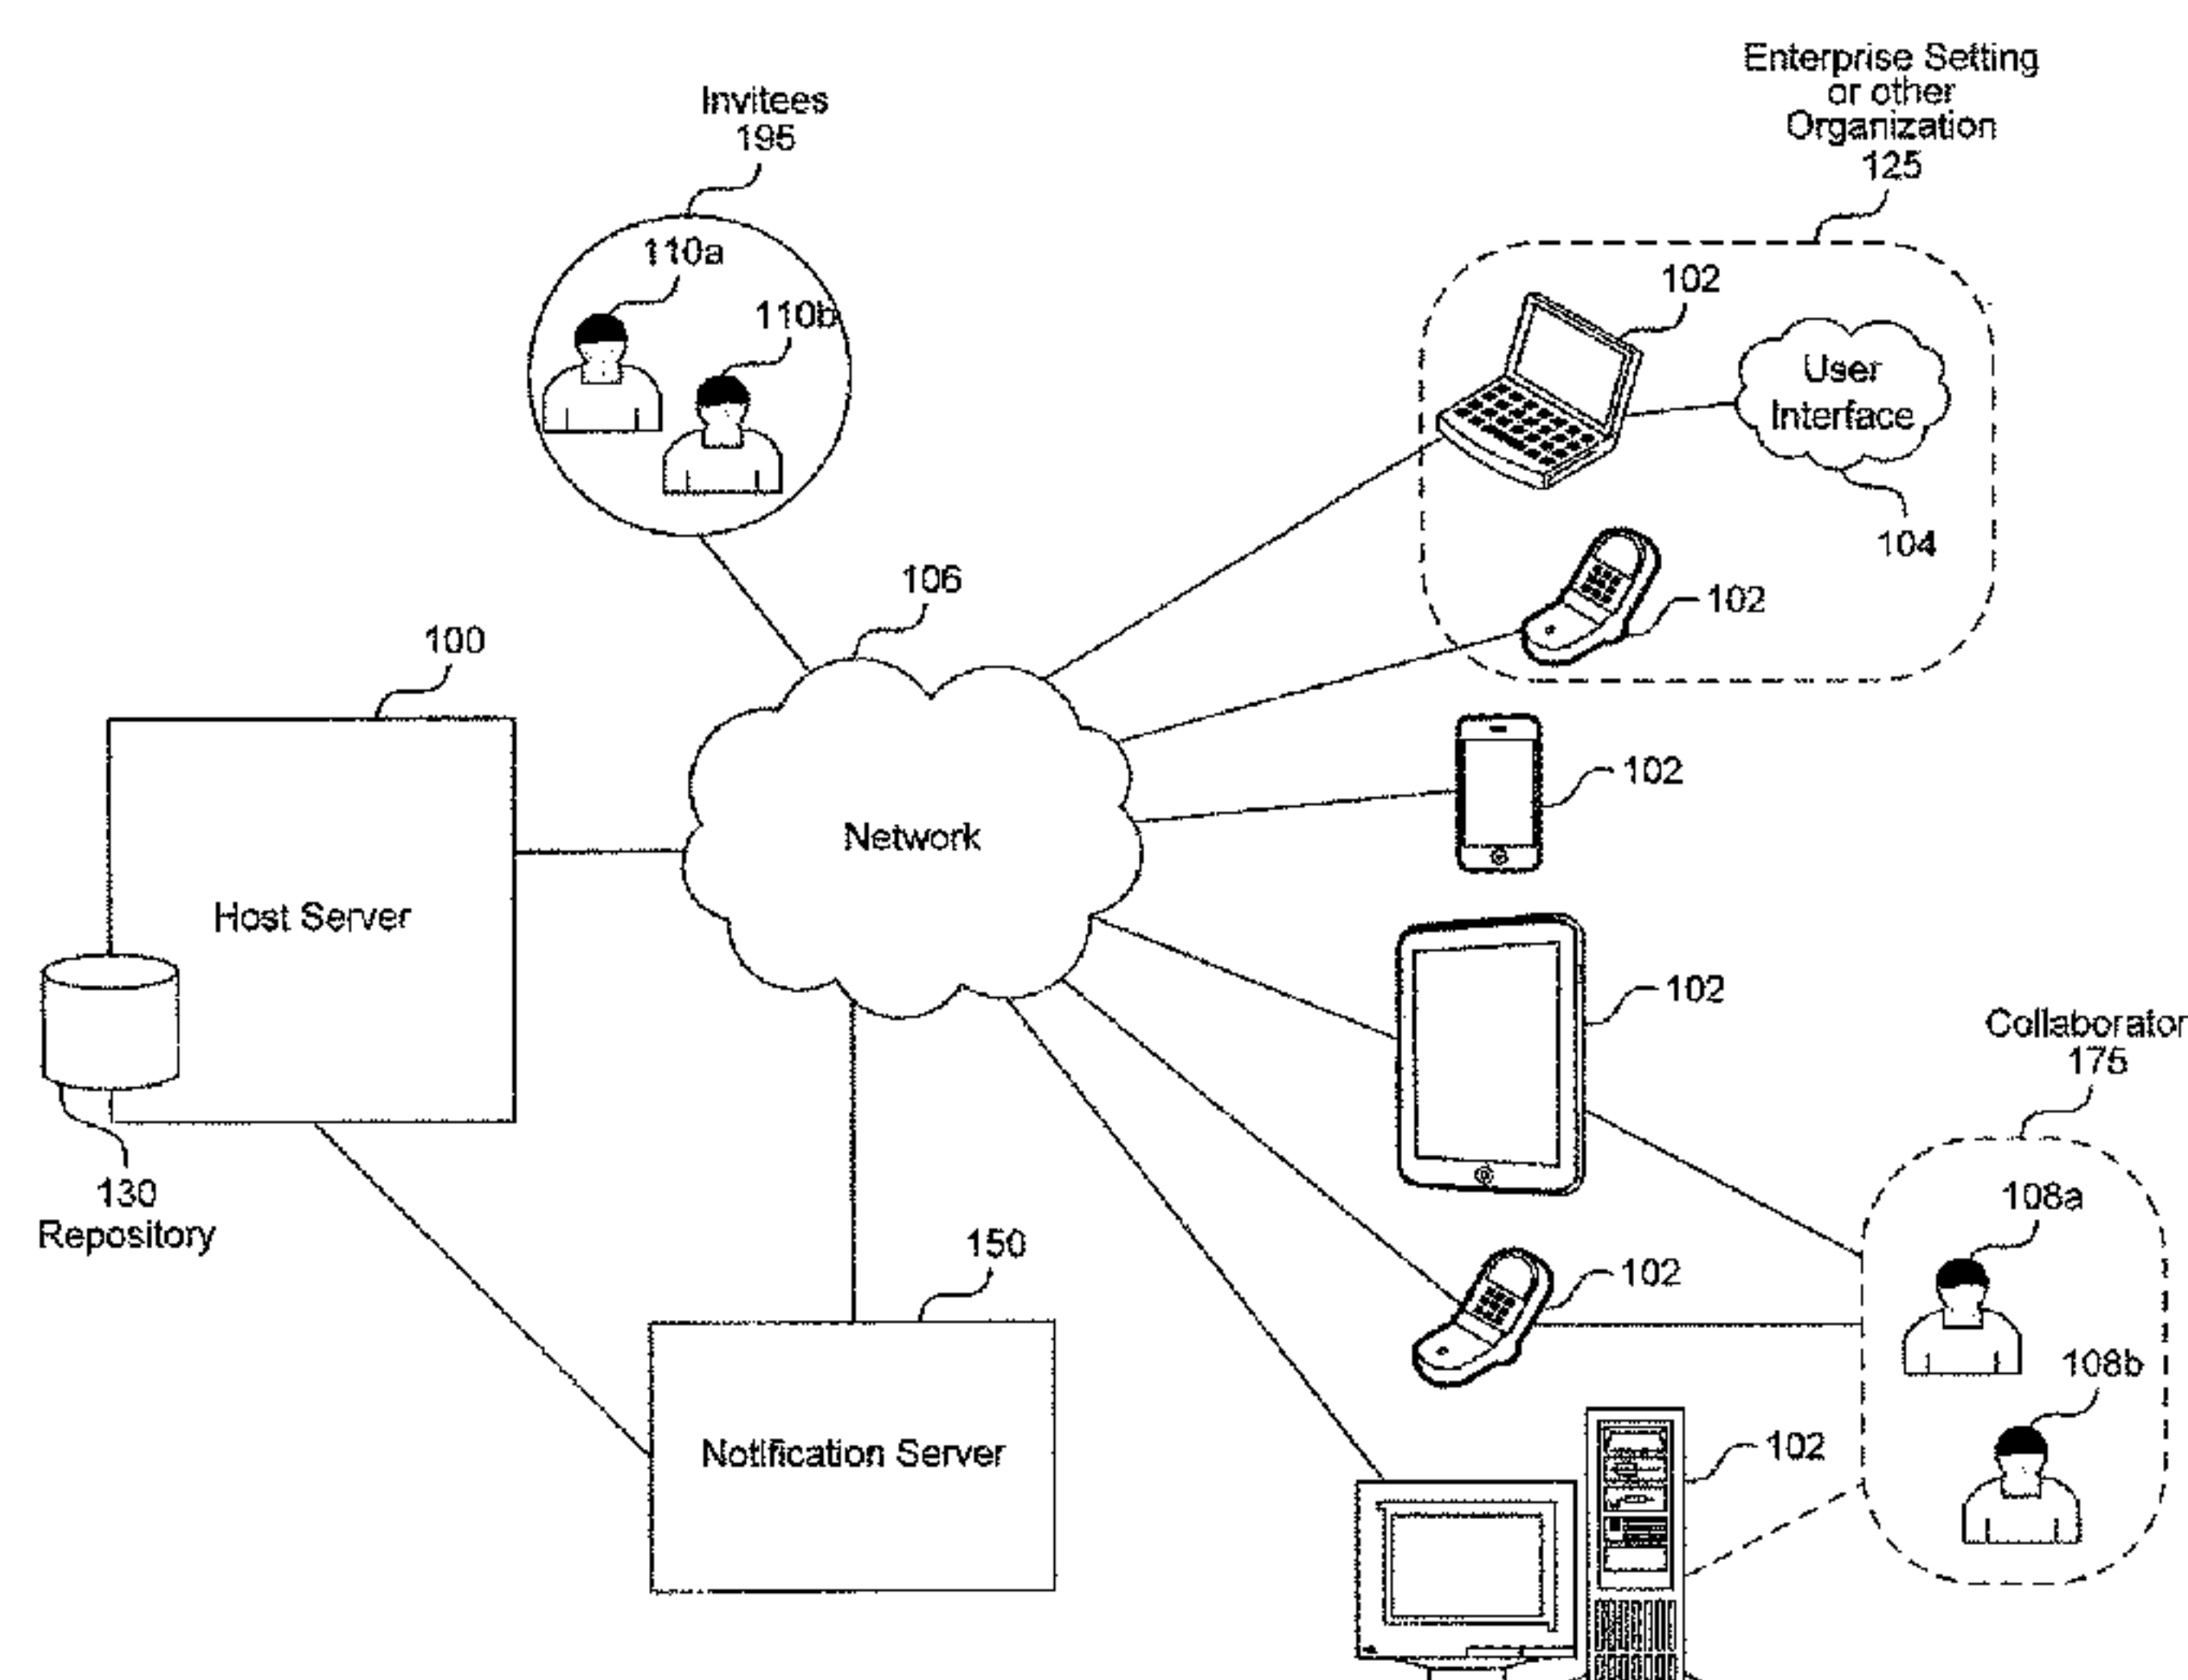 Enterprise Setting
or other
Organization
125
Invitees
195
110a
110b
102
User
Interface
104
102
106
100
102
Network
Host Server
102
Collaborator
175
130
Repository
108a
150
102
108b
Notification Server
102